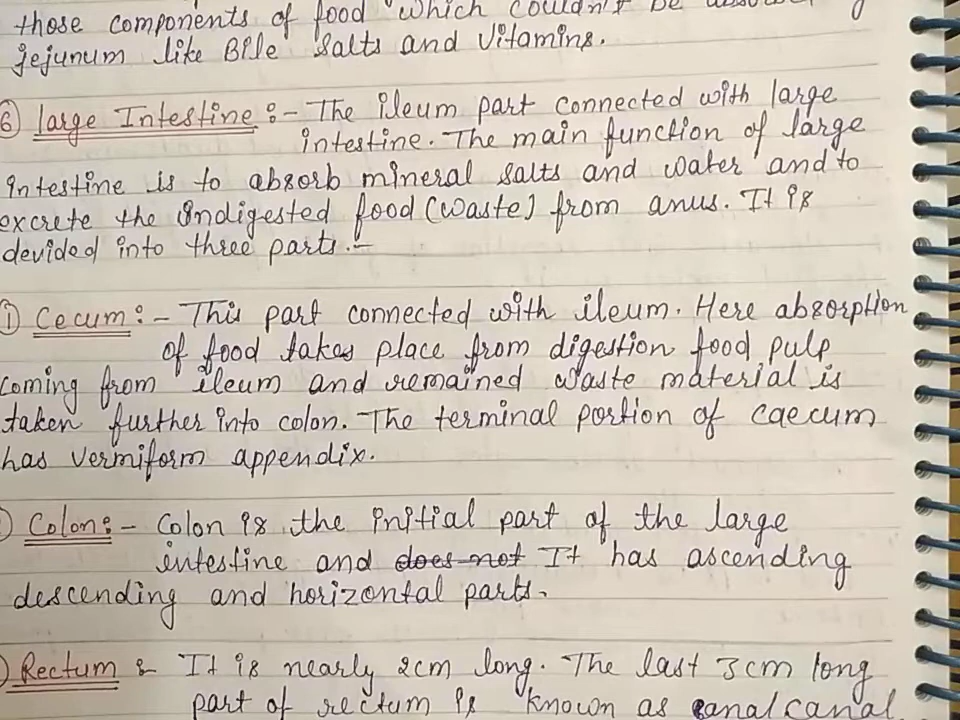 those components of food which couldn't be
jejunum like Bile salts and vitamins.
6) large Intestine :- The ileum part connected with large
intestine. The main function of large
intestine is to absorb mineral salts and water and to
excrete the indigested food (waste) from anus. It is
devided into three parts:-
i) Cecum :- This part connected with ileum. Here absorption
of food takes place from digestion food pulp
coming from ileum and remained waste material is
taken further into colon. The terminal portion of caecum
has vermiform appendix.
) Colon :- Colon is the initial part of the large
intestine and does not It has ascending
descending and horizontal parts.
) Rectum :- It is nearly 2cm long. The last 3cm long
part of rectum is known as canal canal.